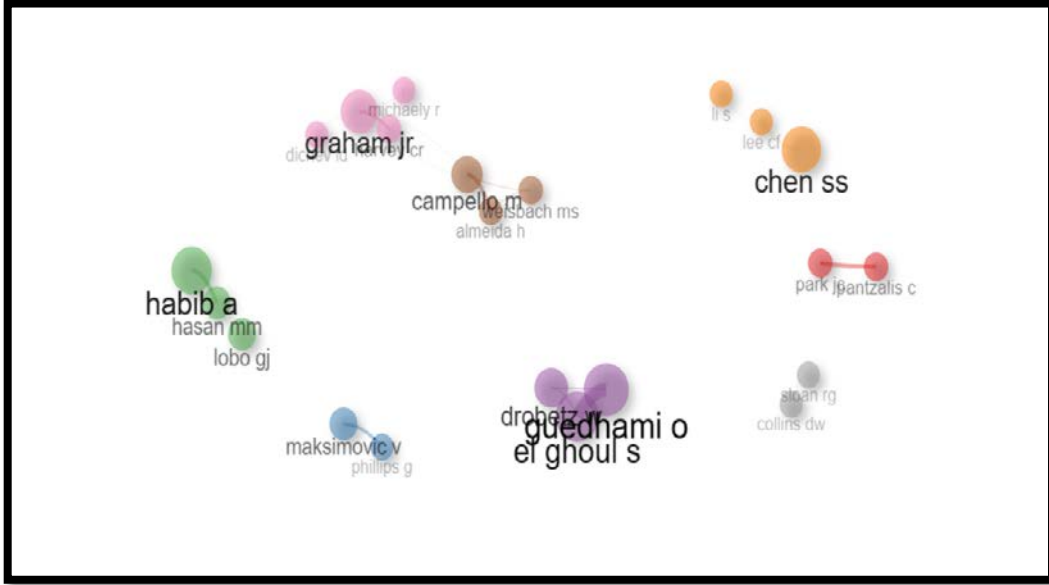 michaely r
graham jr
harvey cr
dichev id
li s
lee cf
chen ss
campello m
weisbach ms
almeida h
habib a
hasan mm
lobo gj
park jc
pantzalis c
sloan rg
collins dw
maksimovic v
phillips g
drobetz w
guedhami o
el ghoul s